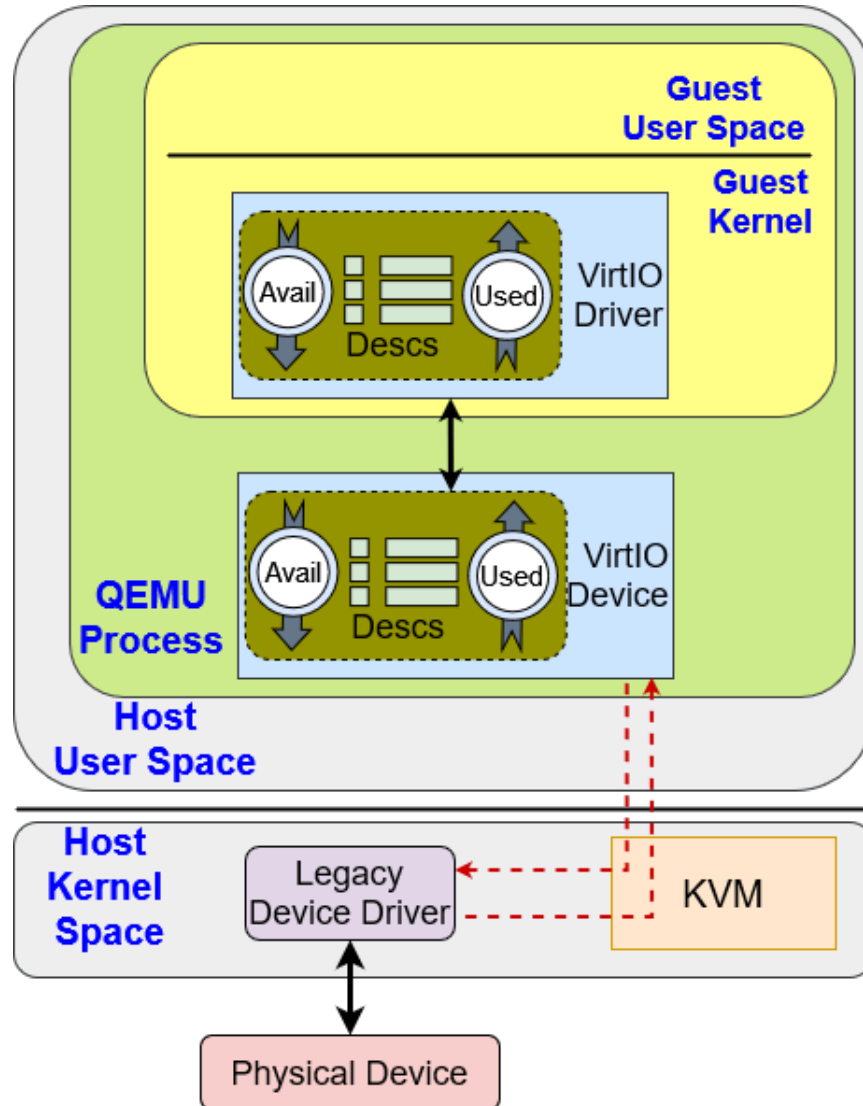 Guest
User Space
Guest
Kernel
Avail
Used
Descs
VirtIO
Driver
Avail
Used
Descs
VirtIO
Device
QEMU
Process
Host
User Space
Host
Kernel
Space
Legacy
Device Driver
KVM
Physical Device